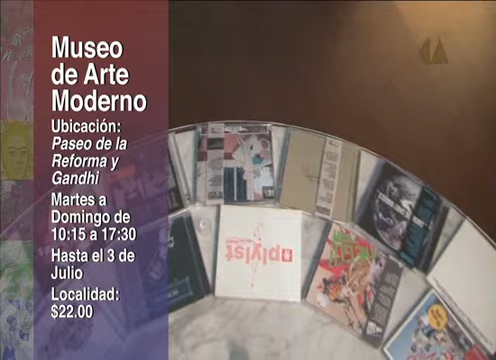 Museo
de Arte
Moderno
Ubicación:
Paseo de la
Reforma y
Gandhi
Martes a
Domingo de
10:15 a 17:30
Hasta el 3 de
Julio
Localidad:
$22.00
plylst